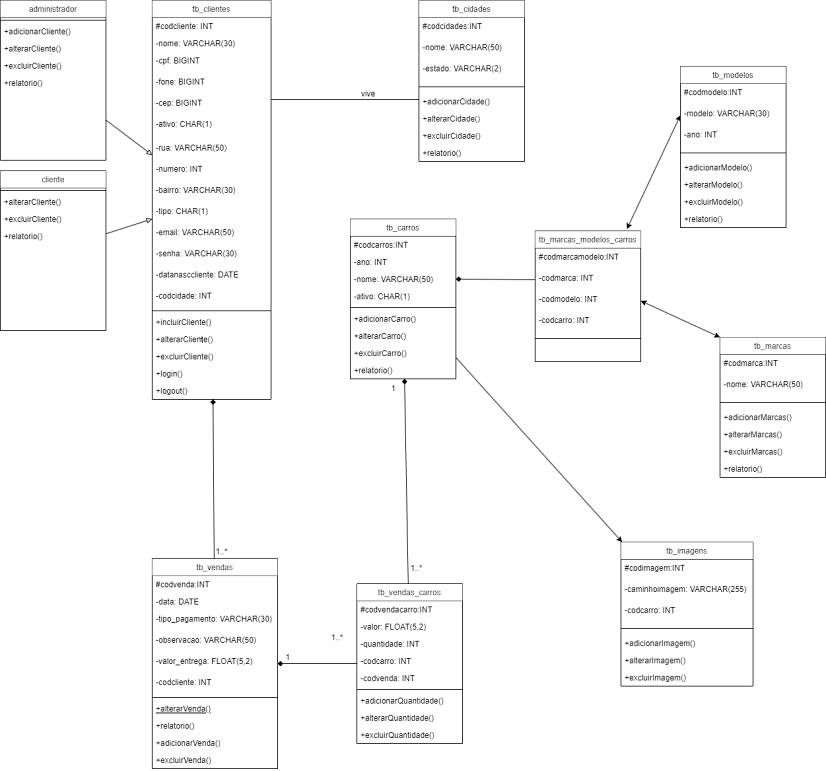 administrador
+adicionarCliente()
+alterarCliente()
+excluirCliente()
+relatorio()
cliente
+alterarCliente()
+excluirCliente()
+relatorio()
tb_clientes
#codcliente: INT
-nome: VARCHAR(30)
-cpf: BIGINT
-fone: BIGINT
-cep: BIGINT
-ativo: CHAR(1)
-rua: VARCHAR(50)
-numero: INT
-bairro: VARCHAR(30)
-tipo: CHAR(1)
-email: VARCHAR(50)
-senha: VARCHAR(30)
-datanasccliente: DATE
-codcidade: INT
+incluirCliente()
+alterarCliente()
+excluirCliente()
+login()
+logout()
vive
tb_cidades
#codcidades:INT
-nome: VARCHAR(50)
-estado: VARCHAR(2)
+adicionarCidade()
+alterarCidade()
+excluirCidade()
+relatorio()
tb_modelos
#codmodelo:INT
-modelo: VARCHAR(30)
-ano: INT
+adicionarModelo()
+alterarModelo()
+excluirModelo()
+relatorio()
tb_carros
#codcarros:INT
-ano: INT
-nome: VARCHAR(50)
-ativo: CHAR(1)
+adicionarCarro()
+alterarCarro()
+excluirCarro()
+relatorio()
1
1..*
tb_marcas_modelos_carros
#codmarcamodelo:INT
-codmarca: INT
-codmodelo: INT
-codcarro: INT
tb_marcas
#codmarca:INT
-nome: VARCHAR(50)
+adicionarMarcas()
+alterarMarcas()
+excluirMarcas()
+relatorio()
1..*
tb_vendas
#codvenda:INT
-data: DATE
-tipo_pagamento: VARCHAR(30)
-observacao: VARCHAR(50)
-valor_entrega: FLOAT(5,2)
-codcliente: INT
+alterarVenda()
+relatorio()
+adicionarVenda()
+excluirVenda()
1
1..*
tb_vendas_carros
#codvendacarro:INT
-valor: FLOAT(5,2)
-quantidade: INT
-codcarro: INT
-codvenda: INT
+adicionarQuantidade()
+alterarQuantidade()
+excluirQuantidade()
tb_imagens
#codimagem:INT
-caminhoimagem: VARCHAR(255)
-codcarro: INT
+adicionarImagem()
+alterarImagem()
+excluirImagem()